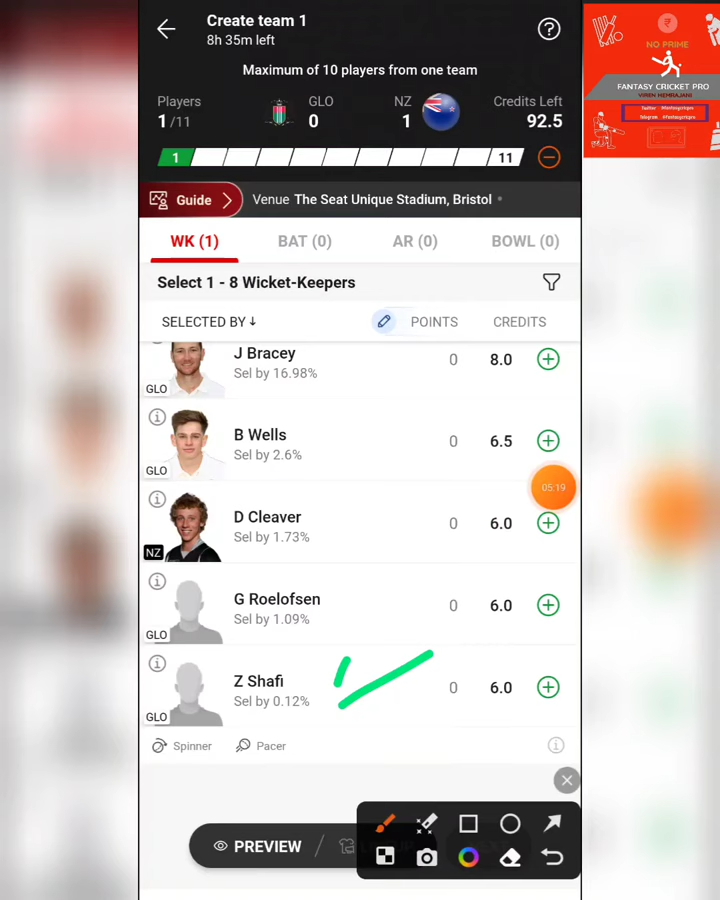 Create team 1
8h 35m left
Maximum of 10 players from one team
Players
1 /11
GLO
0
NZ
1
Credits Left
92.5
1
11
Guide
Venue The Seat Unique Stadium, Bristol
WK (1)
BAT (0)
AR (0)
BOWL (0)
Select 1 - 8 Wicket-Keepers
SELECTED BY ↓
POINTS
CREDITS
GLO
J Bracey
Sel by 16.98%
0
8.0
GLO
B Wells
Sel by 2.6%
0
6.5
05:19
NZ
D Cleaver
Sel by 1.73%
0
6.0
GLO
G Roelofsen
Sel by 1.09%
0
6.0
GLO
Z Shafi
Sel by 0.12%
0
6.0
Spinner
Pacer
PREVIEW
NO PRIME
FANTASY CRICKET PRO
VIREN HEMRAJANI